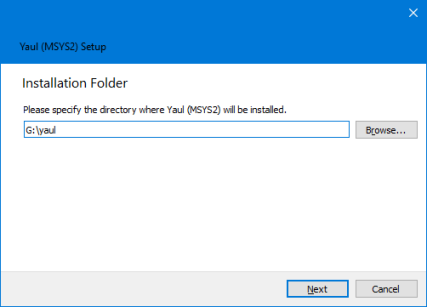 Yaul (MSYS2) Setup
Installation Folder
Please specify the directory where Yaul (MSYS2) will be installed.
G:\yaul
Browse...
Next
Cancel